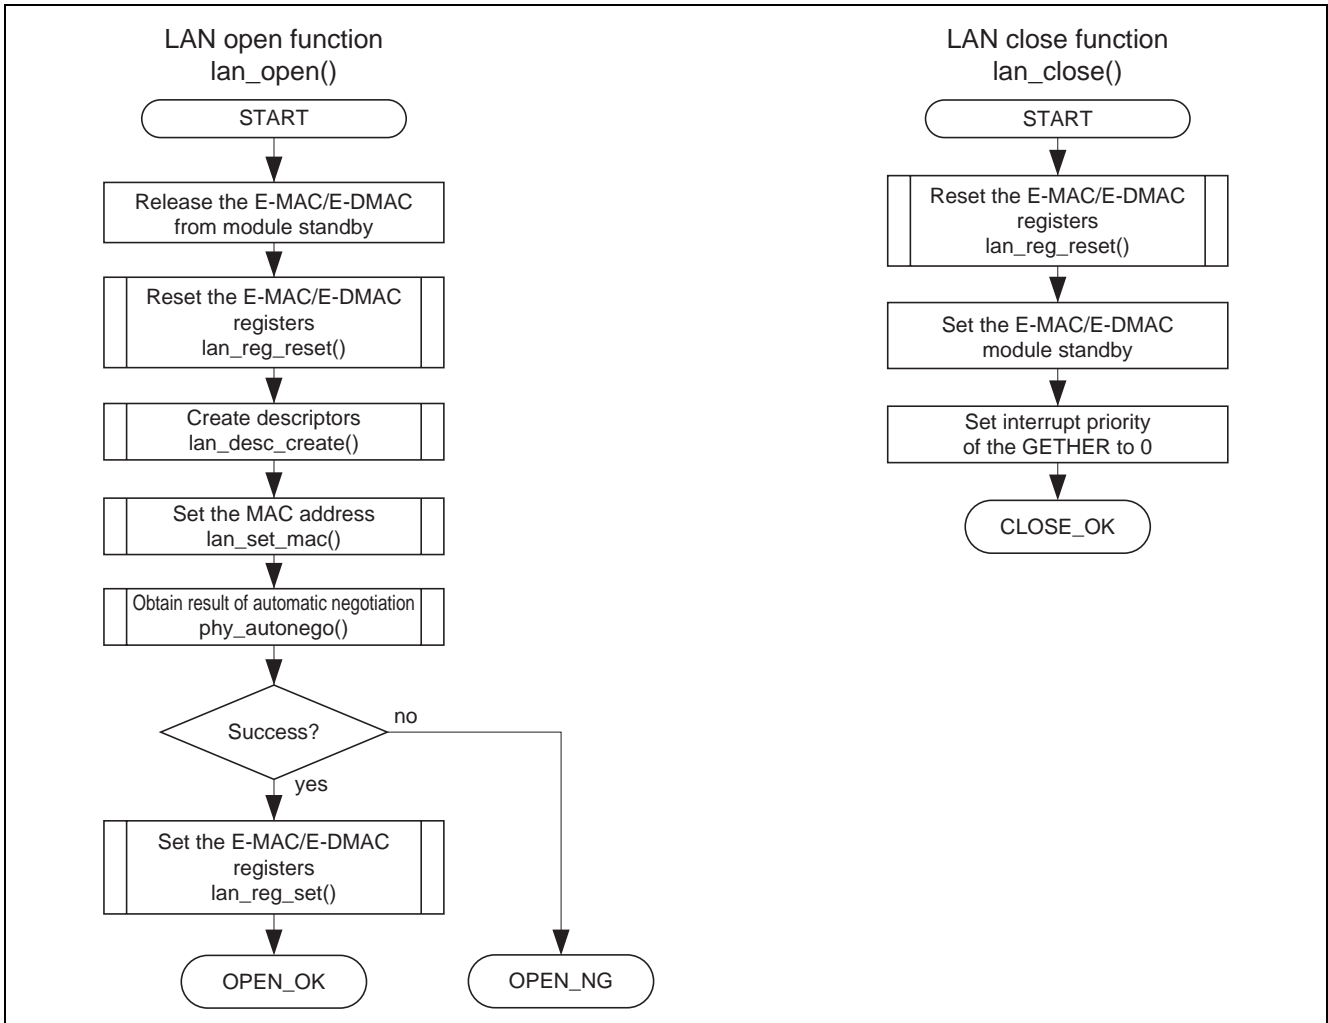 LAN open function
lan_open()
START
Release the E-MAC/E-DMAC
from module standby
Reset the E-MAC/E-DMAC
registers
lan_reg_reset()
Create descriptors
lan_desc_create()
Set the MAC address
lan_set_mac()
Obtain result of automatic negotiation
phy_autonego()
Success?
no
yes
Set the E-MAC/E-DMAC
registers
lan_reg_set()
OPEN_OK
OPEN_NG
LAN close function
lan_close()
START
Reset the E-MAC/E-DMAC
registers
lan_reg_reset()
Set the E-MAC/E-DMAC
module standby
Set interrupt priority
of the GETHER to 0
CLOSE_OK